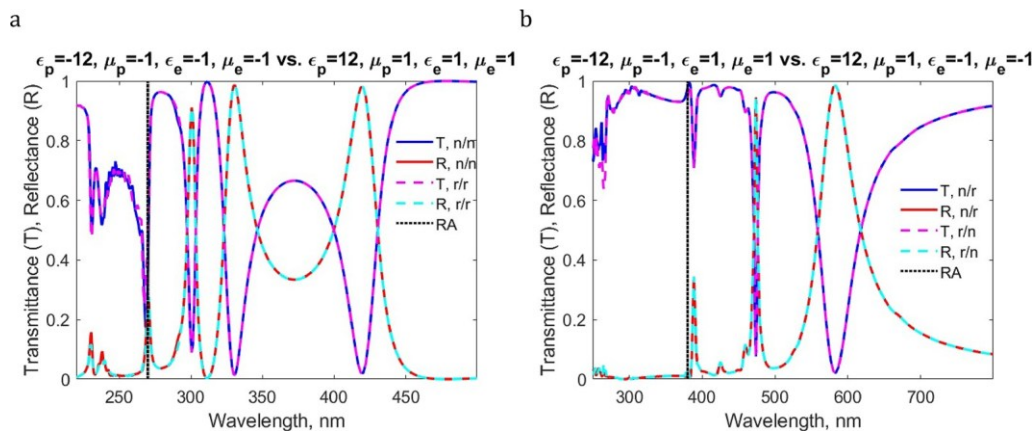 a
b
ϵp=-12, μp=-1, ϵe=-1, μe=-1 vs. ϵp=12, μp=1, ϵe=1, μe=1
ϵp=-12, μp=-1, ϵe=1, μe=1 vs. ϵp=12, μp=1, ϵe=-1, μe=-1
Transmittance (T), Reflectance (R)
1
0.8
0.6
0.4
0.2
0
T, n/n
R, n/n
T, r/r
R, r/r
RA
250 300 350 400 450
Wavelength, nm
Transmittance (T), Reflectance (R)
1
0.8
0.6
0.4
0.2
0
T, n/r
R, n/r
T, r/n
R, r/n
RA
300 400 500 600 700
Wavelength, nm